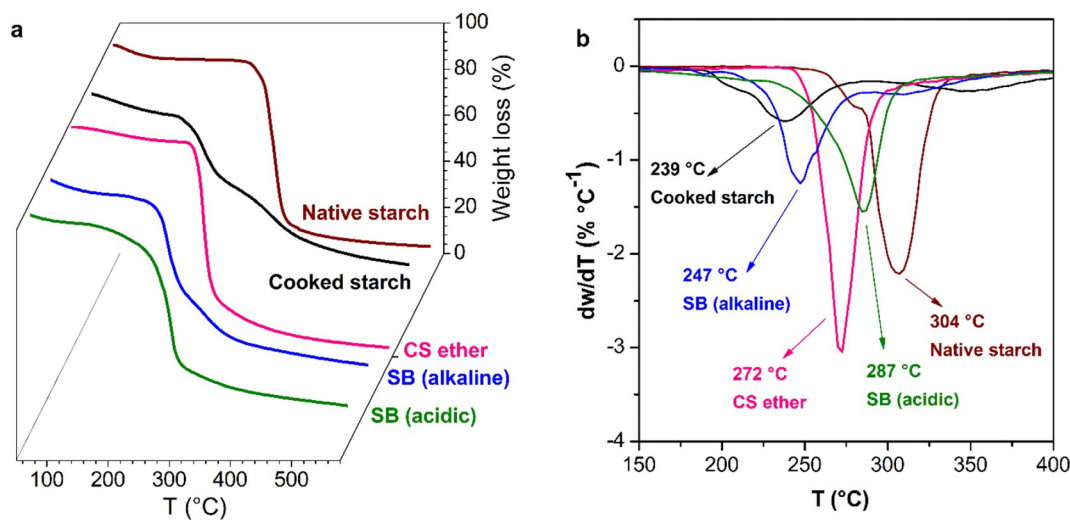 a
100
80
60
40
20
0
Weight loss (%)
Native starch
Cooked starch
CS ether
SB (alkaline)
SB (acidic)
100 200 300 400 500
T (°C)
b
0
-1
-2
-3
-4
dw/dT (% °C-1)
239 °C
Cooked starch
247 °C
SB (alkaline)
272 °C
CS ether
287 °C
SB (acidic)
304 °C
Native starch
150 200 250 300 350 400
T (°C)